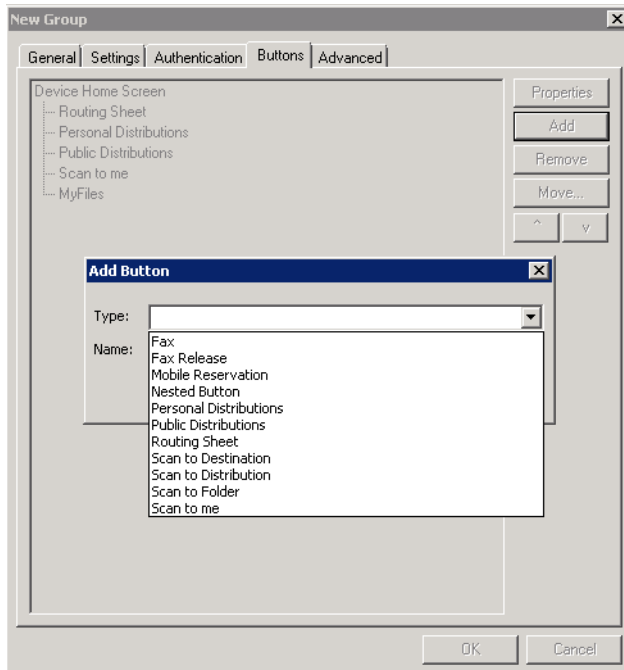 New Group
General Settings Authentication Buttons Advanced
Device Home Screen
Routing Sheet
Personal Distributions
Public Distributions
Scan to me
MyFiles
Properties
Add
Remove
Move...
^ v
Add Button
Type:
Name:
Fax
Fax Release
Mobile Reservation
Nested Button
Personal Distributions
Public Distributions
Routing Sheet
Scan to Destination
Scan to Distribution
Scan to Folder
Scan to me
OK Cancel